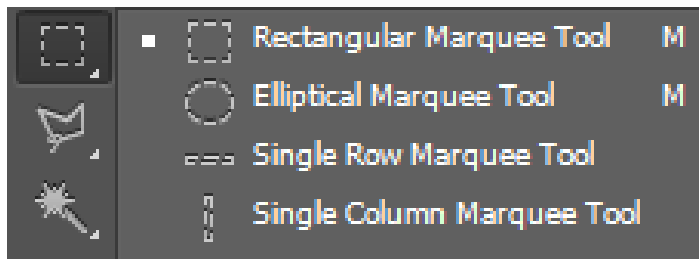 Rectangular Marquee Tool M
Elliptical Marquee Tool M
Single Row Marquee Tool
Single Column Marquee Tool